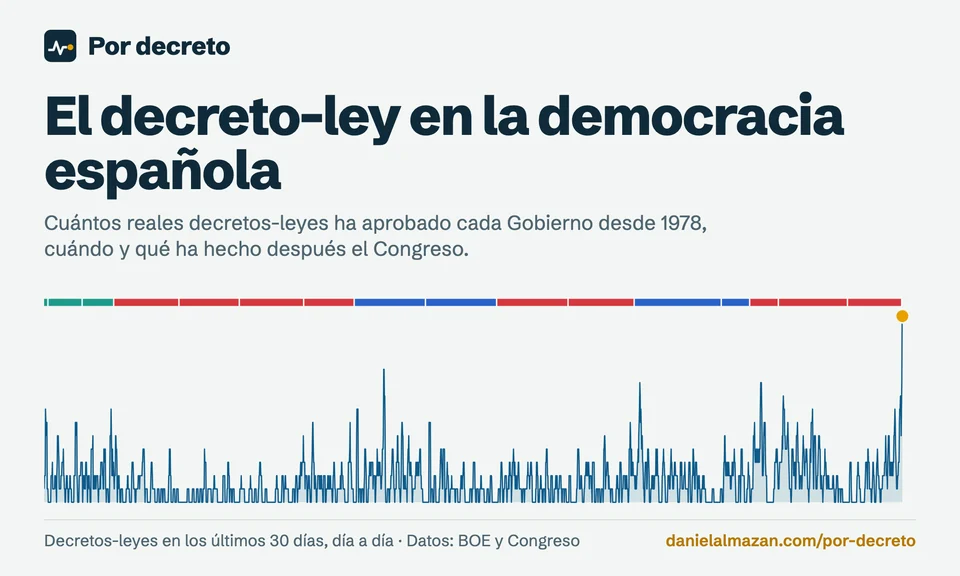 Por decreto
El decreto-ley en la democracia
española
Cuántos reales decretos-leyes ha aprobado cada Gobierno desde 1978,
cuándo y qué ha hecho después el Congreso.
Decretos-leyes en los últimos 30 días, día a día · Datos: BOE y Congreso
danielalmazan.com/por-decreto